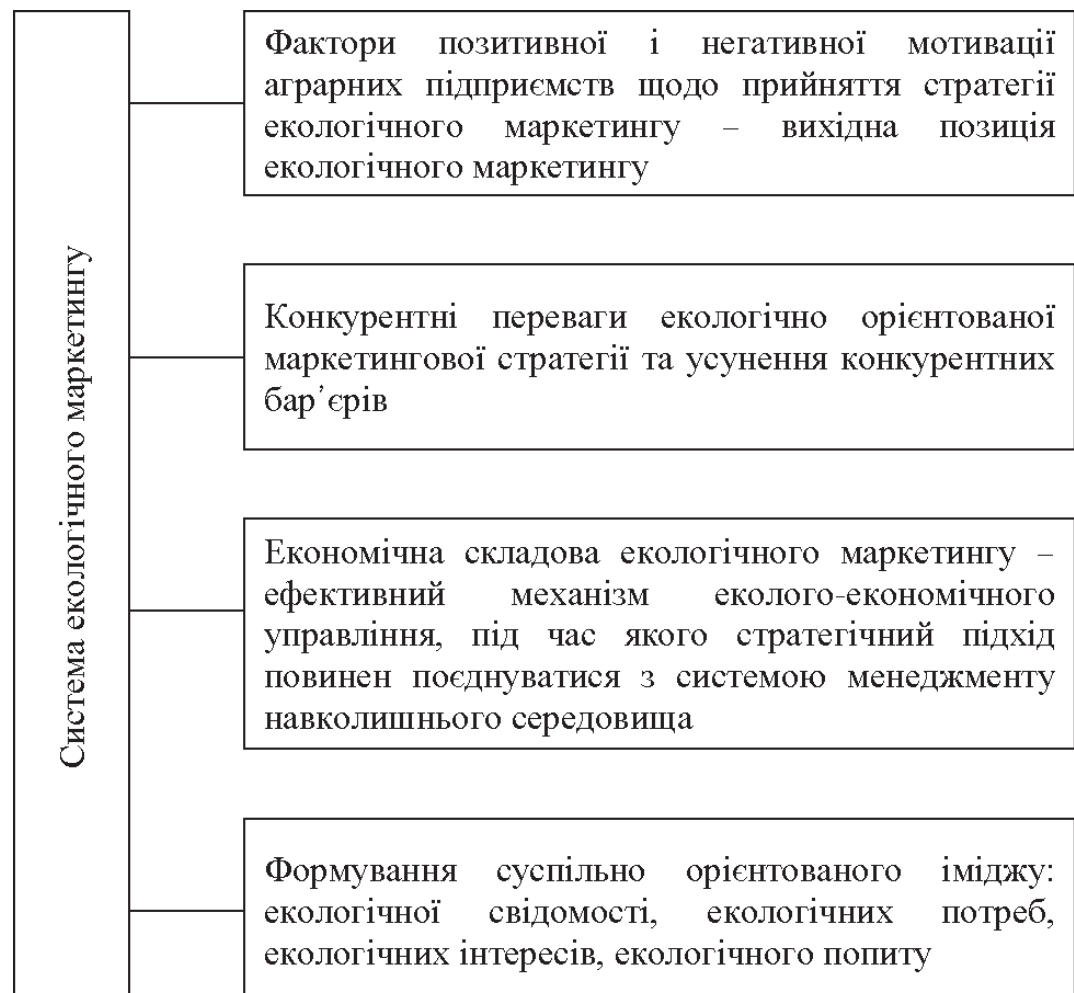 Система екологічного маркетингу
Фактори позитивної і негативної мотивації
аграрних підприємств щодо прийняття стратегії
екологічного маркетингу – вихідна позиція
екологічного маркетингу
Конкурентні переваги екологічно орієнтованої
маркетингової стратегії та усунення конкурентних
бар’єрів
Економічна складова екологічного маркетингу –
ефективний механізм еколого-економічного
управління, під час якого стратегічний підхід
повинен поєднуватися з системою менеджменту
навколишнього середовища
Формування суспільно орієнтованого іміджу:
екологічної свідомості, екологічних потреб,
екологічних інтересів, екологічного попиту